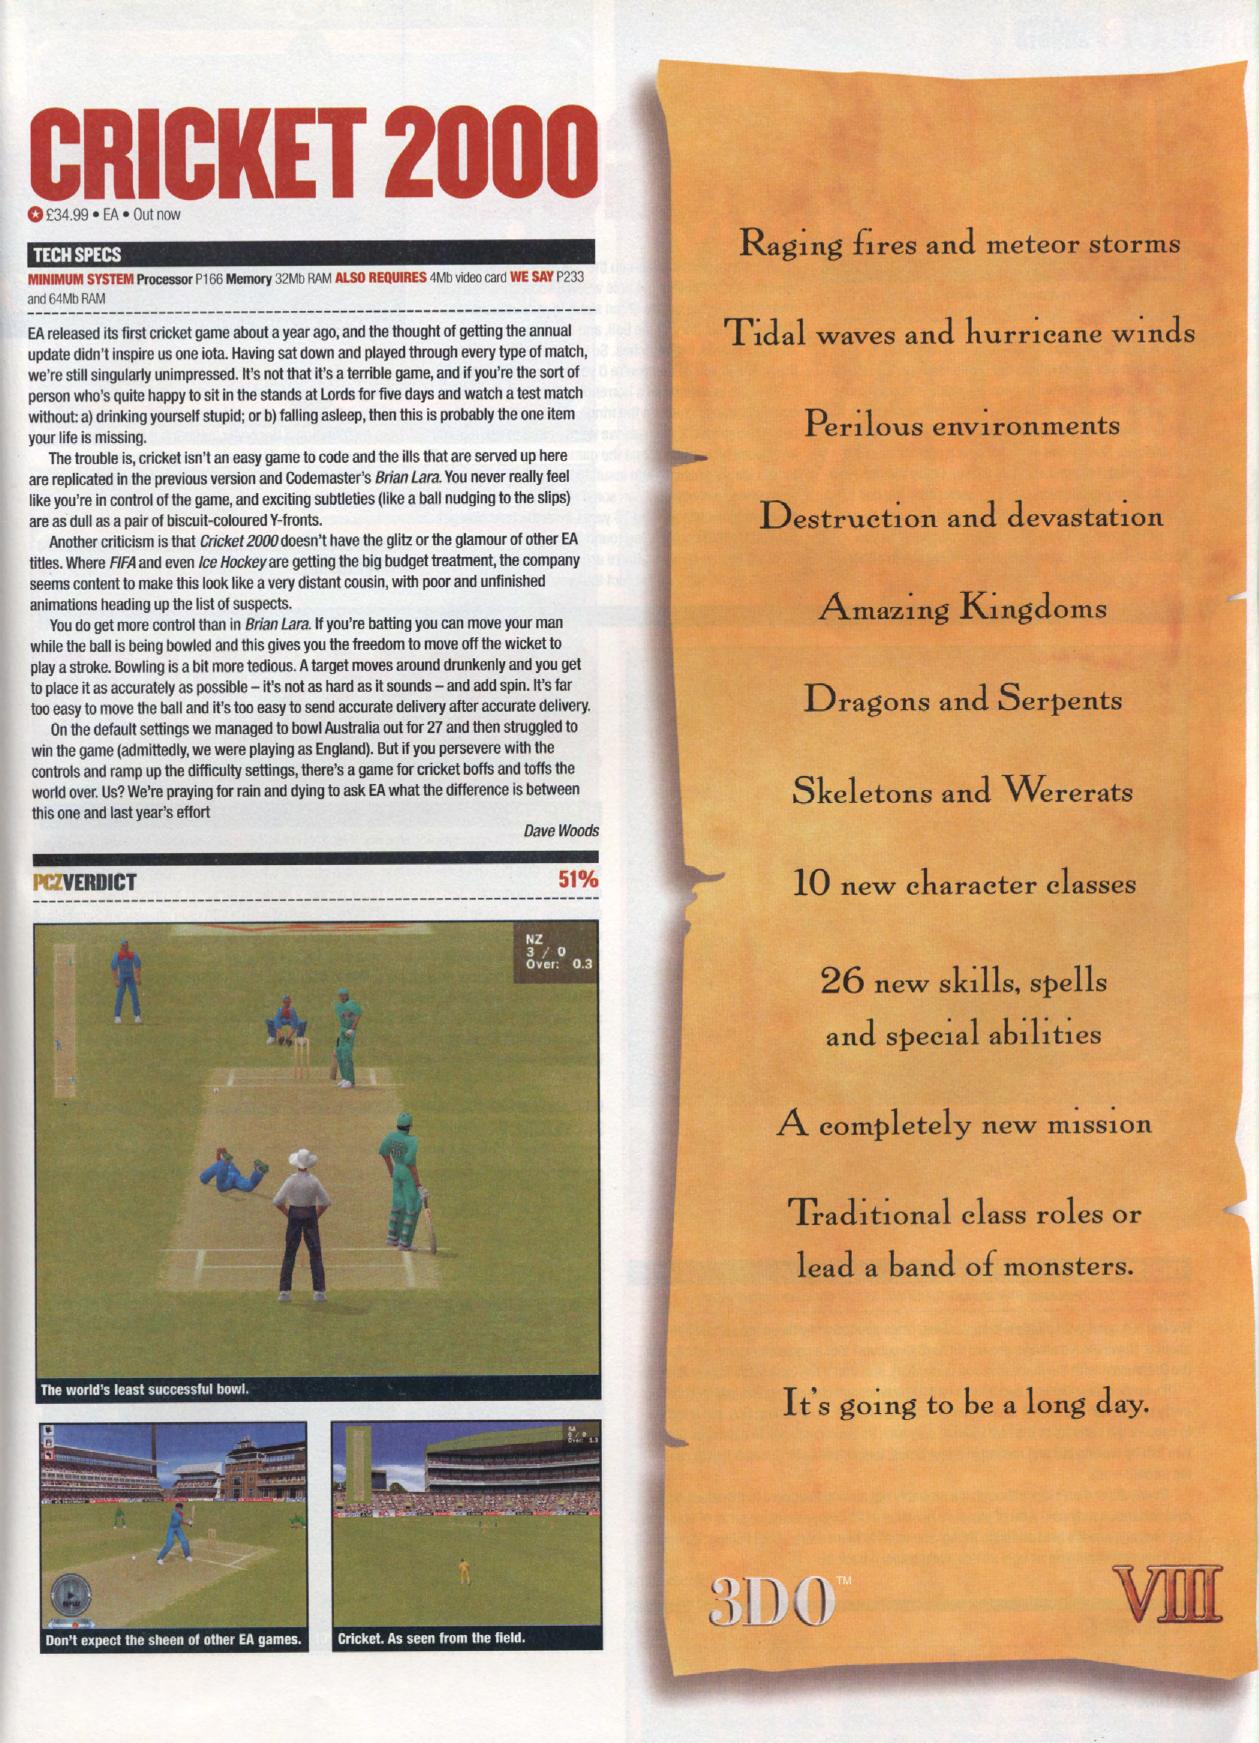 CRICKET 2000
£34.99 • EA • Out now
TECH SPECS
MINIMUM SYSTEM Processor P166 Memory 32Mb RAM ALSO REQUIRES 4Mb video card WE SAY P233
and 64Mb RAM
EA released its first cricket game about a year ago, and the thought of getting the annual
update didn't inspire us one iota. Having sat down and played through every type of match,
we're still singularly unimpressed. It's not that it's a terrible game, and if you're the sort of
person who's quite happy to sit in the stands at Lords for five days and watch a test match
without: a) drinking yourself stupid; or b) falling asleep, then this is probably the one item
your life is missing.
The trouble is, cricket isn't an easy game to code and the ills that are served up here
are replicated in the previous version and Codemaster's Brian Lara. You never really feel
like you're in control of the game, and exciting subtleties (like a ball nudging to the slips)
are as dull as a pair of biscuit-coloured Y-fronts.
Another criticism is that Cricket 2000 doesn't have the glitz or the glamour of other EA
titles. Where FIFA and even Ice Hockey are getting the big budget treatment, the company
seems content to make this look like a very distant cousin, with poor and unfinished
animations heading up the list of suspects.
You do get more control than in Brian Lara. If you're batting you can move your man
while the ball is being bowled and this gives you the freedom to move off the wicket to
play a stroke. Bowling is a bit more tedious. A target moves around drunkenly and you get
to place it as accurately as possible – it's not as hard as it sounds – and add spin. It's far
too easy to move the ball and it's too easy to send accurate delivery after accurate delivery.
On the default settings we managed to bowl Australia out for 27 and then struggled to
win the game (admittedly, we were playing as England). But if you persevere with the
controls and ramp up the difficulty settings, there's a game for cricket boffs and toffs the
world over. Us? We're praying for rain and dying to ask EA what the difference is between
this one and last year's effort
Dave Woods
PCZVERDICT 51%
NZ
3 / 0
Over: 0.3
The world's least successful bowl.
Don't expect the sheen of other EA games.
Cricket. As seen from the field.
Raging fires and meteor storms
Tidal waves and hurricane winds
Perilous environments
Destruction and devastation
Amazing Kingdoms
Dragons and Serpents
Skeletons and Wererats
10 new character classes
26 new skills, spells
and special abilities
A completely new mission
Traditional class roles or
lead a band of monsters.
It's going to be a long day.
3DO™
VIII